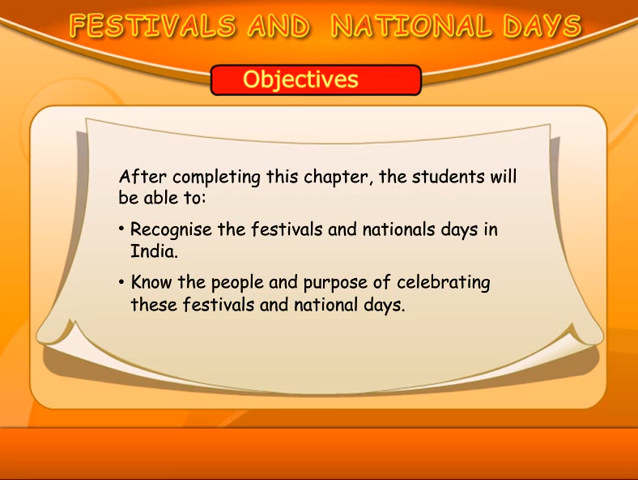 FESTIVALS AND NATIONAL DAYS
Objectives
After completing this chapter, the students will
be able to:
• Recognise the festivals and nationals days in
India.
• Know the people and purpose of celebrating
these festivals and national days.